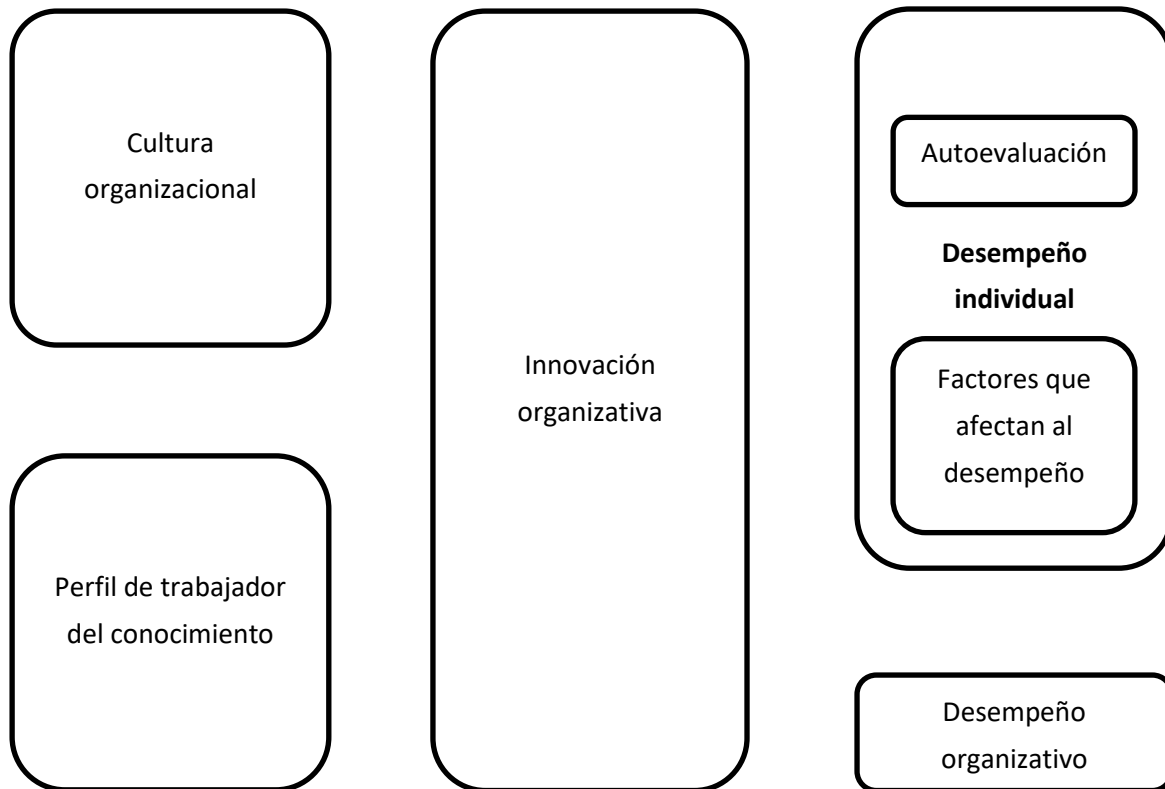 Cultura
organizacional
Perfil de trabajador
del conocimiento
Innovación
organizativa
Autoevaluación
Desempeño
individual
Factores que
afectan al
desempeño
Desempeño
organizativo